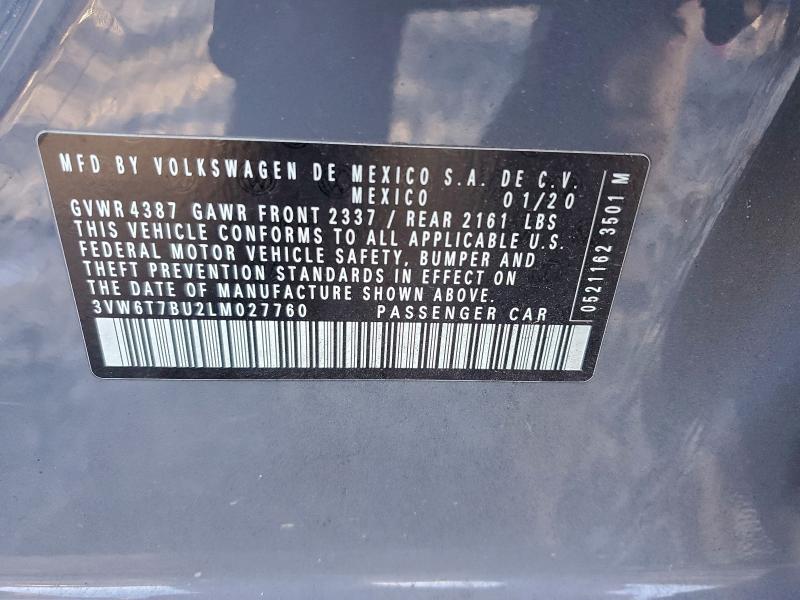 MFD BY VOLKSWAGEN DE MEXICO S.A. DE C.V.
MEXICO 01/20
GVWR 4387 GAWR FRONT 2337 / REAR 2161 LBS
THIS VEHICLE CONFORMS TO ALL APPLICABLE U.S.
FEDERAL MOTOR VEHICLE SAFETY, BUMPER AND
THEFT PREVENTION STANDARDS IN EFFECT ON
THE DATE OF MANUFACTURE SHOWN ABOVE.
3VW6T7BU2LM027760 PASSENGER CAR
0521162 3501 M